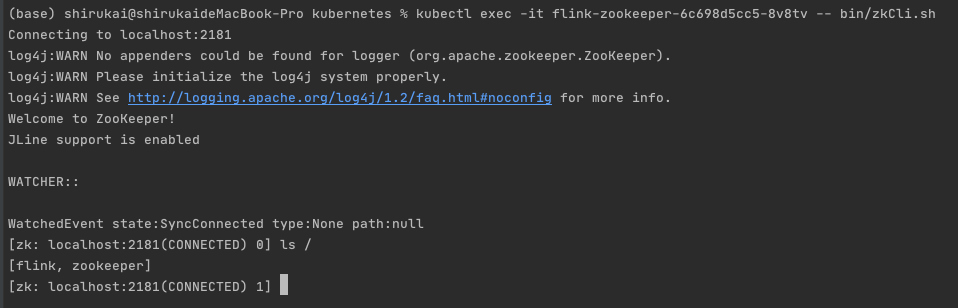 (base) shirukai@shirukaideMacBook-Pro kubernetes % kubectl exec -it flink-zookeeper-6c698d5cc5-8v8tv -- bin/zkCli.sh
Connecting to localhost:2181
log4j:WARN No appenders could be found for logger (org.apache.zookeeper.ZooKeeper).
log4j:WARN Please initialize the log4j system properly.
log4j:WARN See http://logging.apache.org/log4j/1.2/faq.html#noconfig for more info.
Welcome to ZooKeeper!
JLine support is enabled
WATCHER::
WatchedEvent state:SyncConnected type:None path:null
[zk: localhost:2181(CONNECTED) 0] ls /
[flink, zookeeper]
[zk: localhost:2181(CONNECTED) 1]